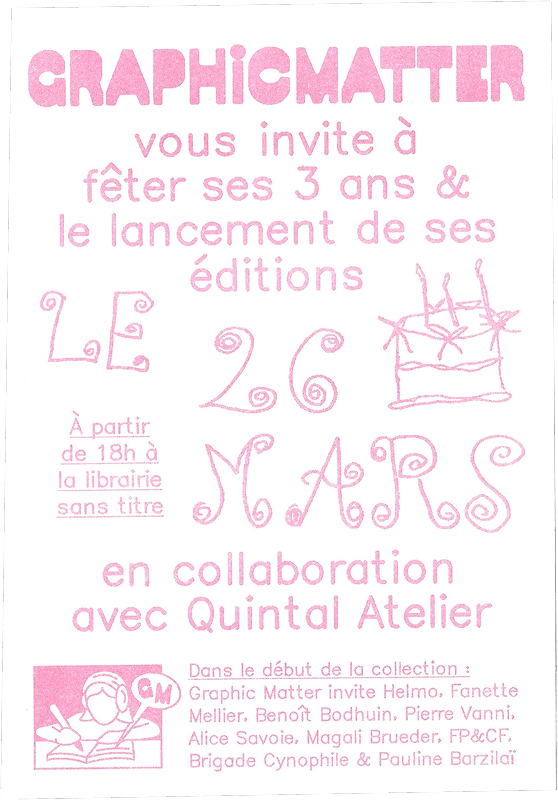 GRAPHiCMATTER
vous invite à
fêter ses 3 ans &
le lancement de ses
éditions
LE
26
MARS
À partir
de 18h à
la librairie
sans titre
en collaboration
avec Quintal Atelier
GM
Dans le début de la collection :
Graphic Matter invite Helmo, Fanette
Mellier, Benoît Bodhuin, Pierre Vanni,
Alice Savoie, Magali Brueder, FP&CF,
Brigade Cynophile & Pauline Barzilaï